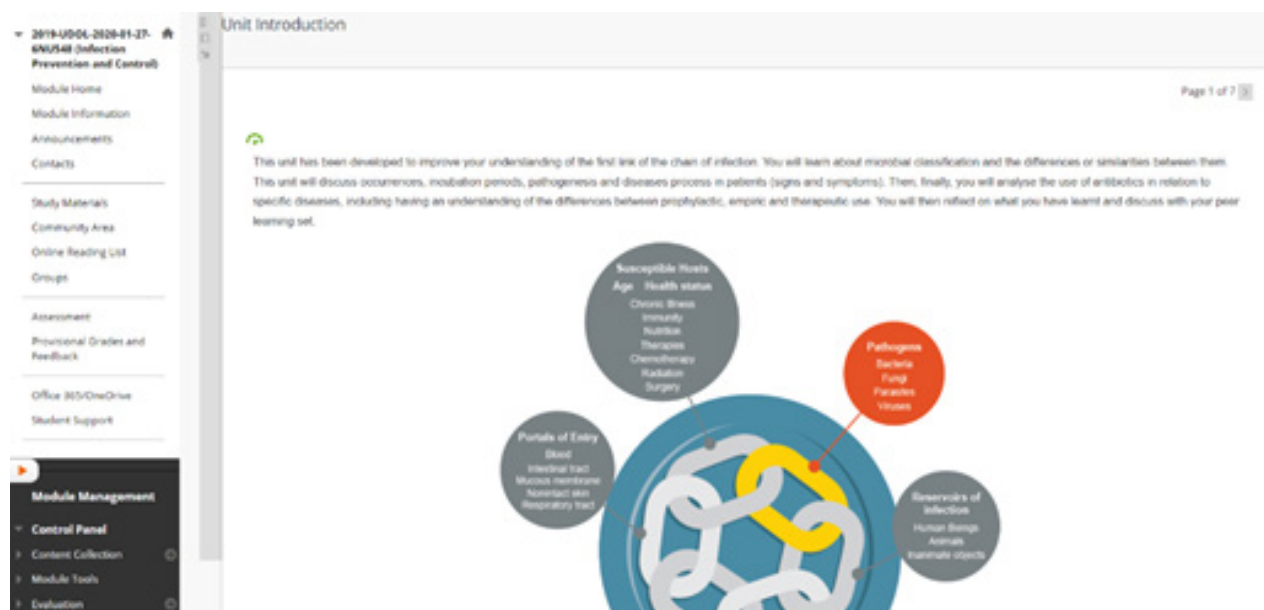 2019-UDOL-2020-01-27-
6NU548 (Infection
Prevention and Control)
Module Home
Module Information
Announcements
Contacts
Study Materials
Community Area
Online Reading List
Groups
Assessment
Provisional Grades and
Feedback
Office 365/OneDrive
Student Support
Module Management
Control Panel
Content Collection
Module Tools
Evaluation
Unit Introduction
Page 1 of 7
This unit has been developed to improve your understanding of the first link of the chain of infection. You will learn about microbial classification and the differences or similarities between them.
This unit will discuss occurrences, incubation periods, pathogenesis and diseases process in patients (signs and symptoms). Then, finally, you will analyse the use of antibiotics in relation to
specific diseases, including having an understanding of the differences between prophylactic, empiric and therapeutic use. You will then reflect on what you have learnt and discuss with your peer
learning set.
Susceptible Hosts
Age Health status
Chronic Illness
Immunity
Nutrition
Therapies
Chemotherapy
Radiation
Surgery
Pathogens
Bacteria
Fungi
Parasites
Viruses
Portals of Entry
Blood
Intestinal tract
Mucous membrane
Nonintact skin
Respiratory tract
Reservoirs of
infection
Human Beings
Animals
Inanimate objects